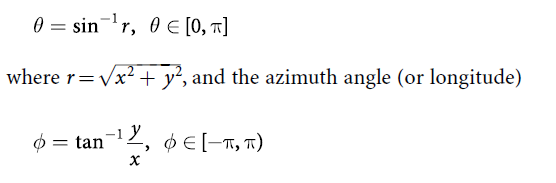 θ = sin⁻¹ r, θ ∈ [0, π]
where r = √x² + y², and the azimuth angle (or longitude)
ϕ = tan⁻¹ y/x, ϕ ∈ [−π, π)